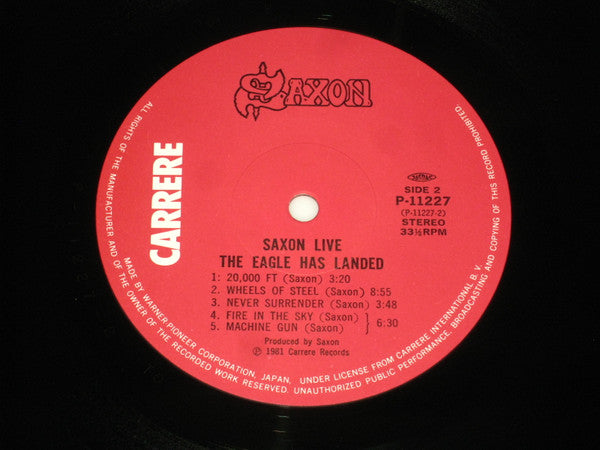 SAXON
CARRERE
SIDE 2
P-11227
(P-11227-2)
STEREO
33⅓RPM
SAXON LIVE
THE EAGLE HAS LANDED
1: 20,000 FT (Saxon) 3:20
2. WHEELS OF STEEL (Saxon) 8:55
3. NEVER SURRENDER (Saxon) 3:48
4. FIRE IN THE SKY (Saxon)
5. MACHINE GUN (Saxon) } 6:30
Produced by Saxon
Ⓟ 1981 Carrere Records
MADE BY WARNER-PIONEER CORPORATION, JAPAN, UNDER LICENSE FROM CARRERE INTERNATIONAL B.V.
ALL RIGHTS OF THE MANUFACTURER AND OF THE OWNER OF THE RECORDED WORK RESERVED. UNAUTHORIZED PUBLIC PERFORMANCE, BROADCASTING AND COPYING OF THIS RECORD PROHIBITED.